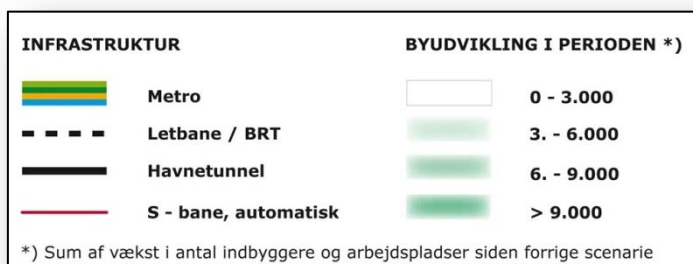 INFRASTRUKTUR
Metro
Letbane / BRT
Havnetunnel
S - bane, automatisk
BYUDVIKLING I PERIODEN *)
0 - 3.000
3. - 6.000
6. - 9.000
> 9.000
*) Sum af vækst i antal indbyggere og arbejdspladser siden forrige scenarie